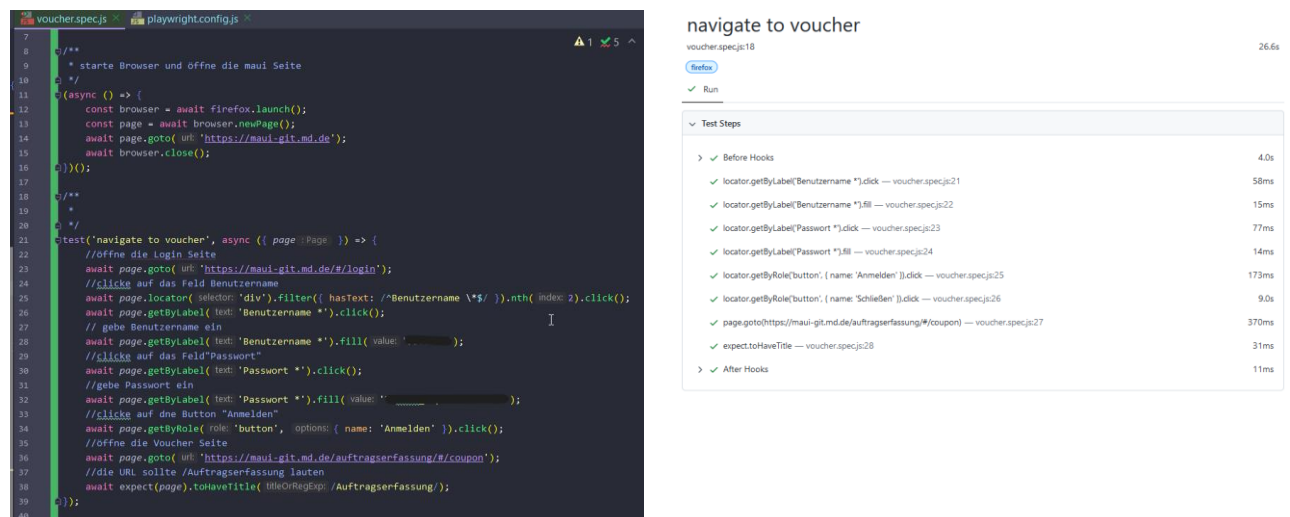 voucher.spec.js × playwright.config.js ×
7
8 /**
9 * starte Browser und öffne die maui Seite
10 */
11 (async () => {
12 const browser = await firefox.launch();
13 const page = await browser.newPage();
14 await page.goto( url: 'https://maui-git.md.de');
15 await browser.close();
16 })();
17
18 /**
19 *
20 */
21 test('navigate to voucher', async ({ page : Page }) => {
22 //öffne die Login Seite
23 await page.goto( url: 'https://maui-git.md.de/#/login');
24 //clicke auf das Feld Benutzername
25 await page.locator( selector: 'div').filter({ hasText: /^Benutzername \*$/ }).nth( index: 2).click();
26 await page.getByLabel( text: 'Benutzername *').click();
27 // gebe Benutzername ein
28 await page.getByLabel( text: 'Benutzername *').fill( value: ' );
29 //clicke auf das Feld"Passwort"
30 await page.getByLabel( text: 'Passwort *').click();
31 //gebe Passwort ein
32 await page.getByLabel( text: 'Passwort *').fill( value: ' );
33 //clicke auf dne Button "Anmelden"
34 await page.getByRole( role: 'button', options: { name: 'Anmelden' }).click();
35 //öffne die Voucher Seite
36 await page.goto( url: 'https://maui-git.md.de/auftragserfassung/#/coupon');
37 //die URL sollte /Auftragserfassung lauten
38 await expect(page).toHaveTitle( titleOrRegExp: /Auftragserfassung/);
39 });
40
1 5
navigate to voucher
voucher.spec.js:18 26.6s
firefox
Run
Test Steps
Before Hooks 4.0s
locator.getByLabel('Benutzername *').click — voucher.spec.js:21 58ms
locator.getByLabel('Benutzername *').fill — voucher.spec.js:22 15ms
locator.getByLabel('Passwort *').click — voucher.spec.js:23 77ms
locator.getByLabel('Passwort *').fill — voucher.spec.js:24 14ms
locator.getByRole('button', { name: 'Anmelden' }).click — voucher.spec.js:25 173ms
locator.getByRole('button', { name: 'Schließen' }).click — voucher.spec.js:26 9.0s
page.goto(https://maui-git.md.de/auftragserfassung/#/coupon) — voucher.spec.js:27 370ms
expect.toHaveTitle — voucher.spec.js:28 31ms
After Hooks 11ms